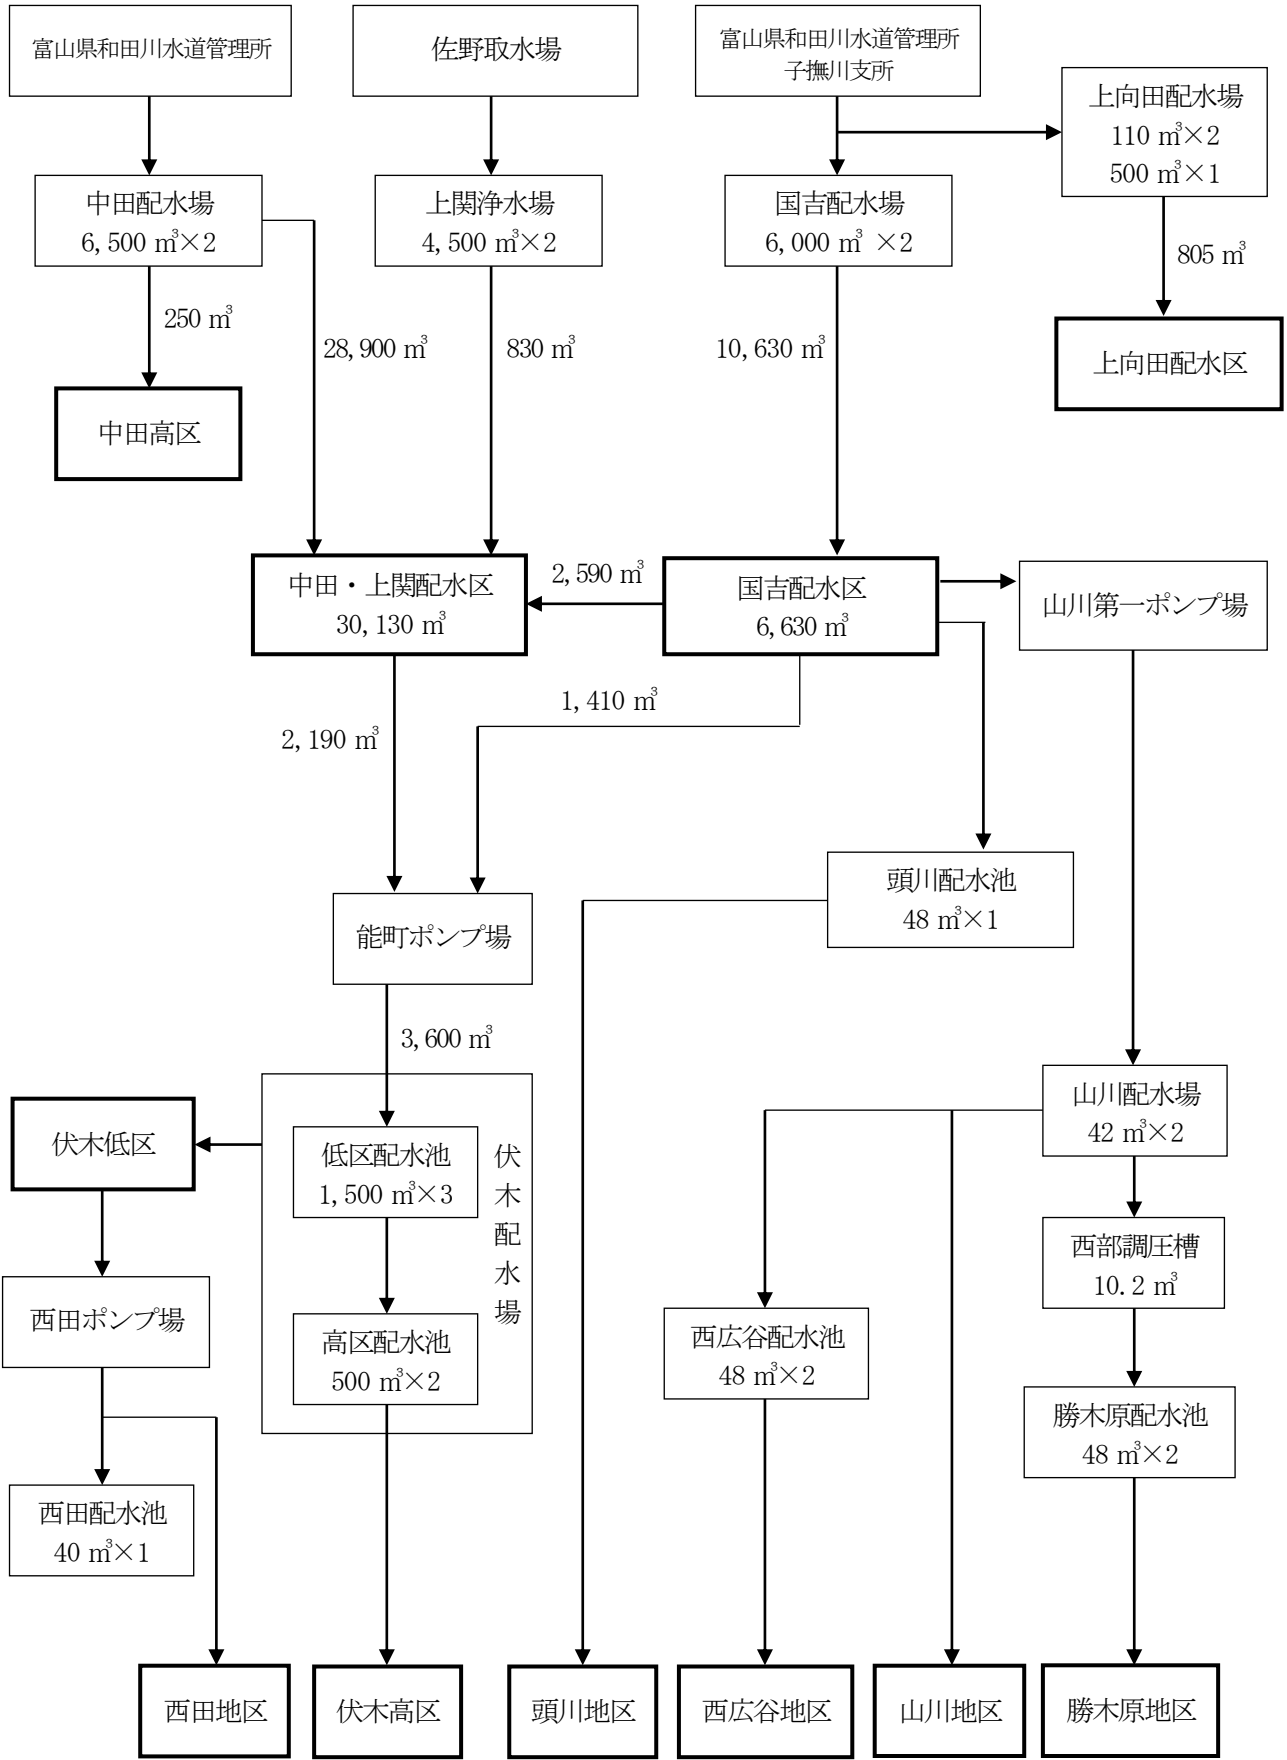 富山県和田川水道管理所
佐野取水場
富山県和田川水道管理所
子撫川支所
上向田配水場
110 ㎥×2
500 ㎥×1
中田配水場
6,500 ㎥×2
上関浄水場
4,500 ㎥×2
国吉配水場
6,000 ㎥ ×2
805 ㎥
250 ㎥
28,900 ㎥
830 ㎥
10,630 ㎥
上向田配水区
中田高区
中田・上関配水区
30,130 ㎥
2,590 ㎥
国吉配水区
6,630 ㎥
山川第一ポンプ場
1,410 ㎥
2,190 ㎥
頭川配水池
48 ㎥×1
能町ポンプ場
3,600 ㎥
山川配水場
42 ㎥×2
伏木低区
低区配水池
1,500 ㎥×3
伏木配水場
西部調圧槽
10.2 ㎥
西田ポンプ場
高区配水池
500 ㎥×2
西広谷配水池
48 ㎥×2
勝木原配水池
48 ㎥×2
西田配水池
40 ㎥×1
西田地区
伏木高区
頭川地区
西広谷地区
山川地区
勝木原地区